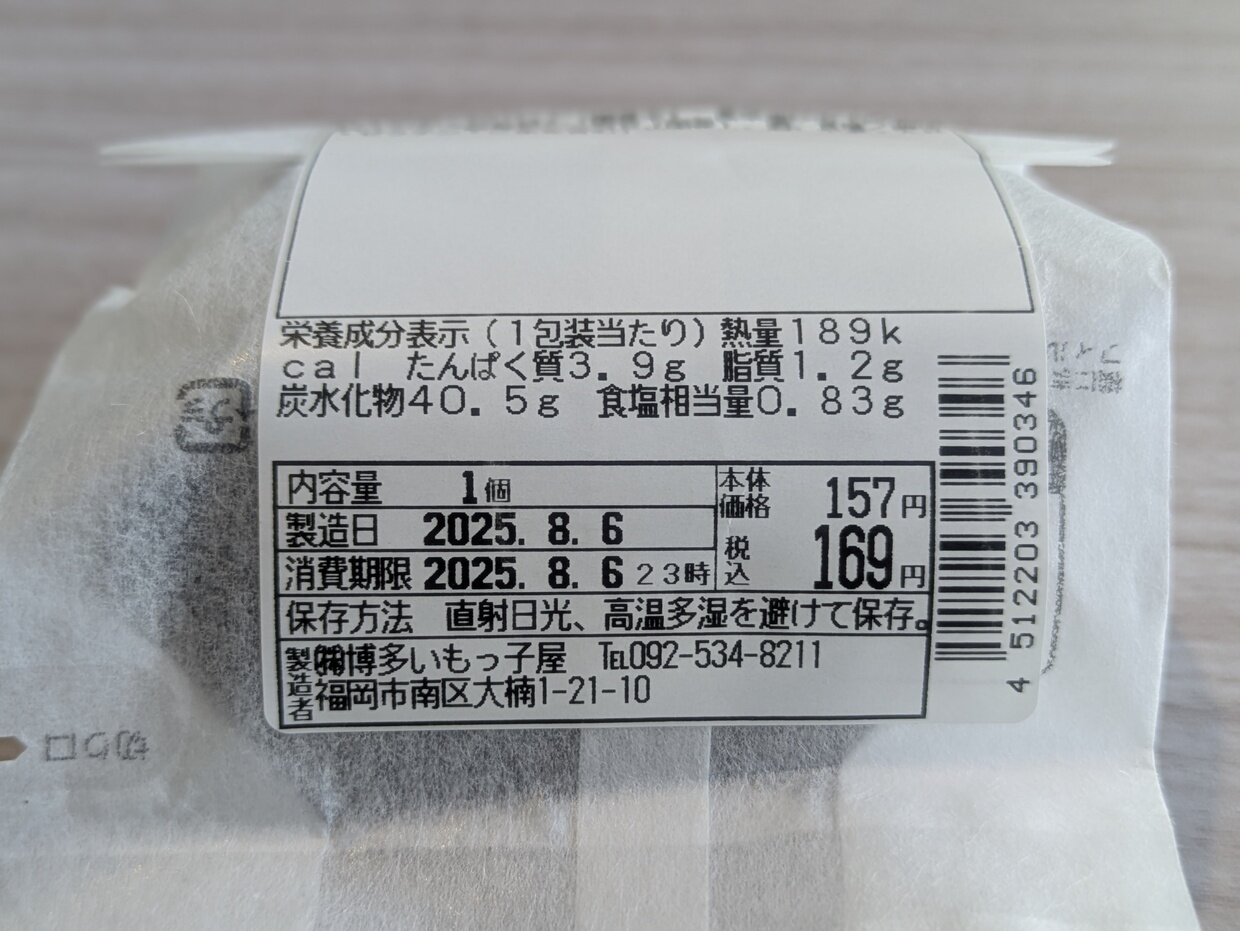 栄養成分表示(1包装当たり)熱量189k
cal たんぱく質3.9g 脂質1.2g
炭水化物40.5g 食塩相当量0.83g
内容量 1個
本体価格 157円
製造日 2025.8.6
税込 169円
消費期限 2025.8.6 23時
保存方法 直射日光、高温多湿を避けて保存。
製造者 ㈱博多いもっ子屋 ℡092-534-8211
福岡市南区大楠1-21-10
4 512203 390346